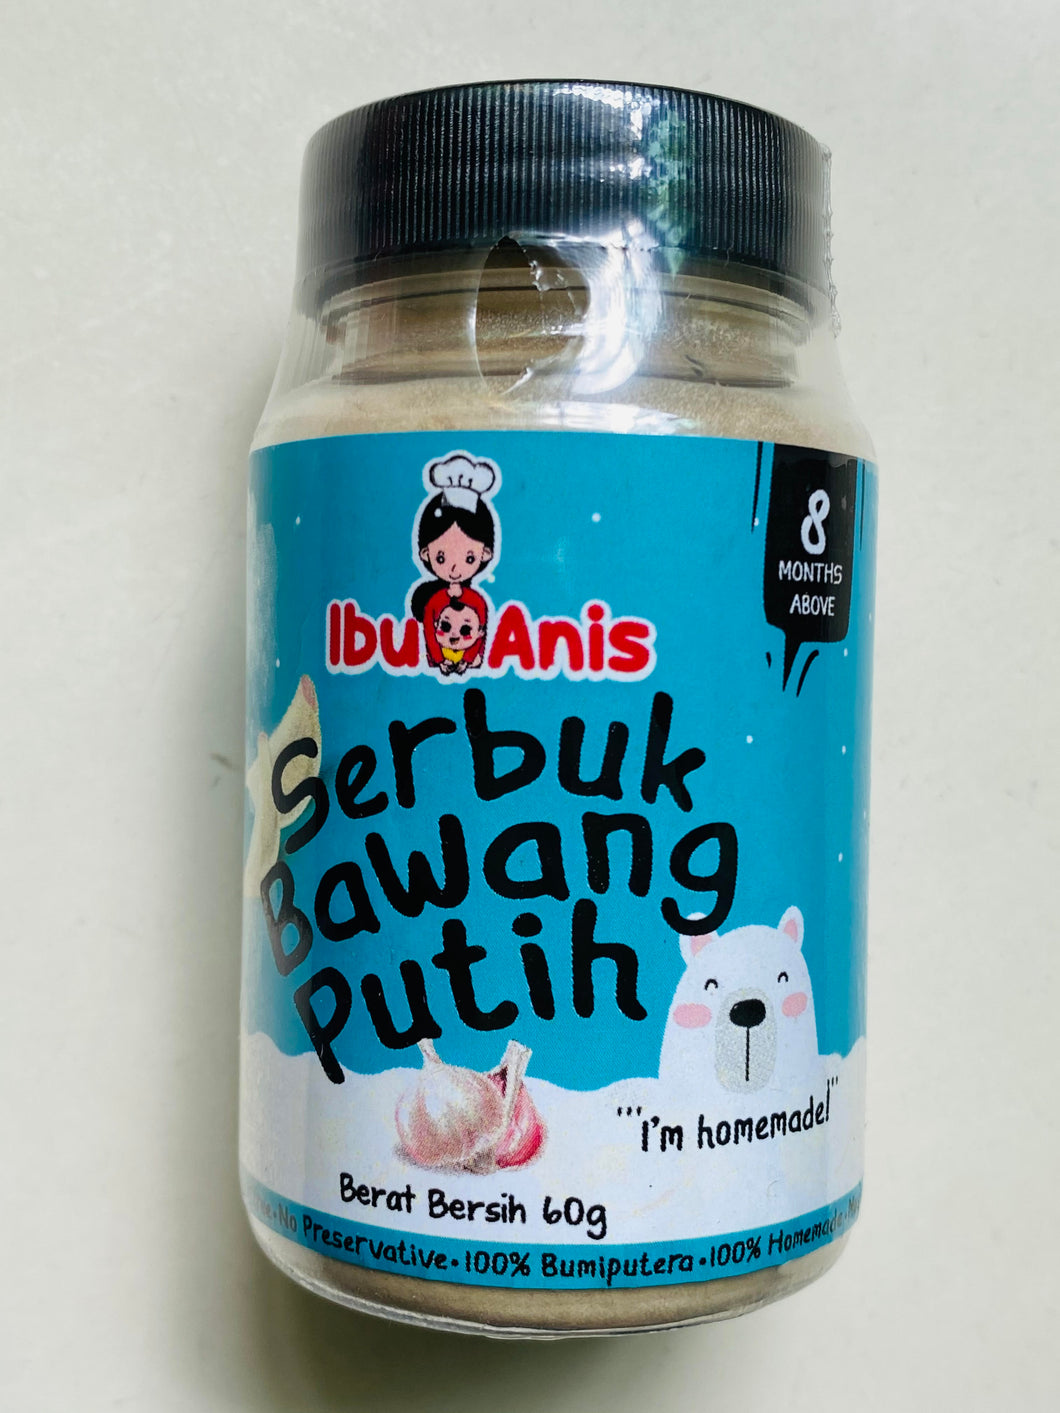 8
MONTHS
ABOVE
Ibu Anis
Serbuk
Bawang
Putih
"I'm homemade!"
Berat Bersih 60g
No Preservative • 100% Bumiputera • 100% Homemade